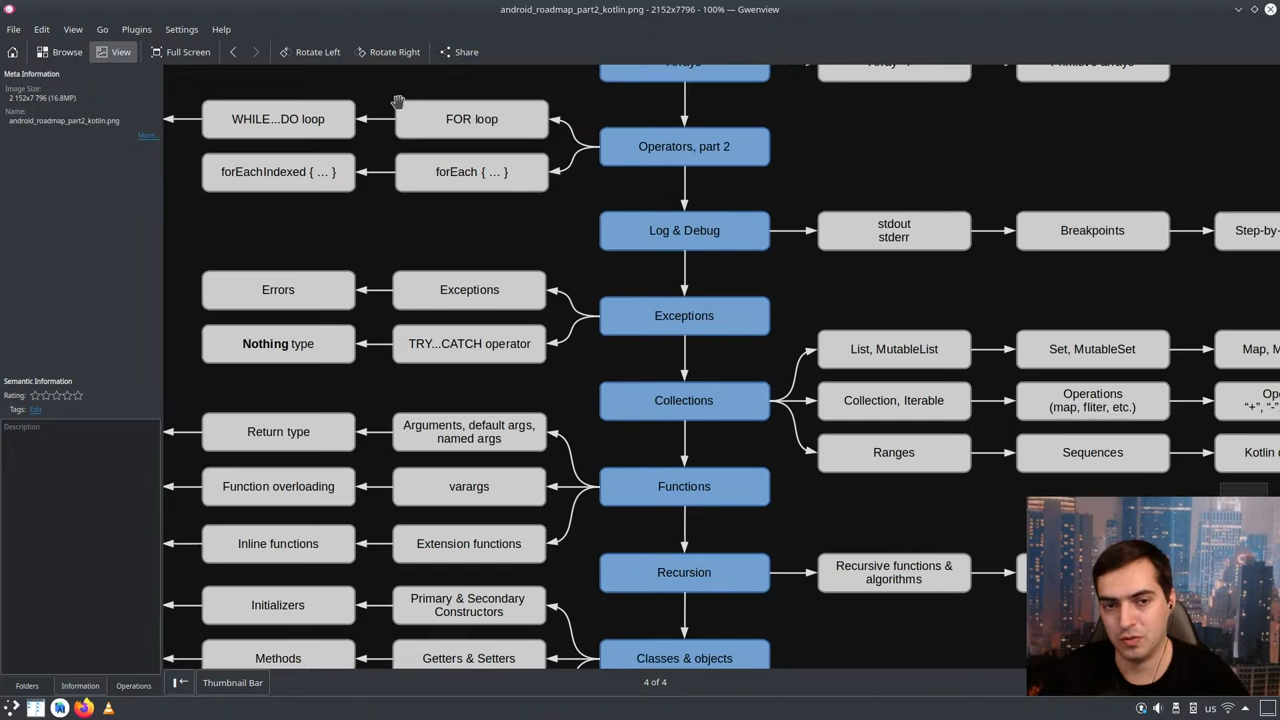 android_roadmap_part2_kotlin.png - 2152x7796 - 100% — Gwenview
File Edit View Go Plugins Settings Help
Browse View Full Screen Rotate Left Rotate Right Share
Meta Information
Image Size:
2 152x7 796 (16.8MP)
Name:
android_roadmap_part2_kotlin.png
More...
Semantic Information
Rating:
Tags: Edit
Description
Primitive arrays
WHILE...DO loop
FOR loop
Operators, part 2
forEachIndexed { … }
forEach { … }
Log & Debug
stdout
stderr
Breakpoints
Step-by-
Errors
Exceptions
Exceptions
Nothing type
TRY...CATCH operator
List, MutableList
Set, MutableSet
Map, M
Collections
Collection, Iterable
Operations
(map, fliter, etc.)
Ope
“+”, “-”
Ranges
Sequences
Kotlin
Return type
Arguments, default args,
named args
Functions
Function overloading
varargs
Inline functions
Extension functions
Recursion
Recursive functions &
algorithms
Initializers
Primary & Secondary
Constructors
Methods
Getters & Setters
Classes & objects
Folders Information Operations
Thumbnail Bar
4 of 4
us